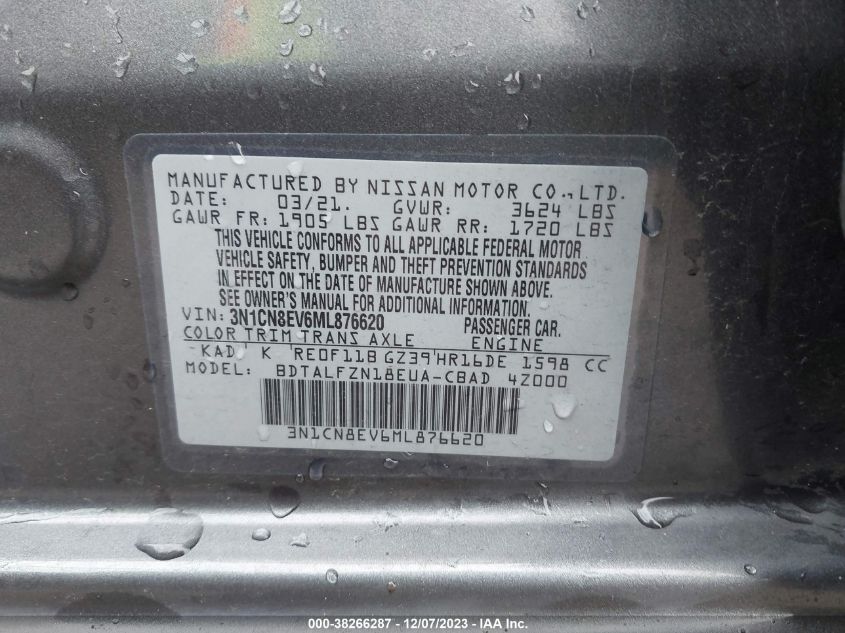 MANUFACTURED BY NISSAN MOTOR CO., LTD.
DATE: 03/21. GVWR: 3624 LBS
GAWR FR: 1905 LBS GAWR RR: 1720 LBS
THIS VEHICLE CONFORMS TO ALL APPLICABLE FEDERAL MOTOR
VEHICLE SAFETY, BUMPER AND THEFT PREVENTION STANDARDS
IN EFFECT ON THE DATE OF MANUFACTURE SHOWN ABOVE.
SEE OWNER'S MANUAL FOR ADDITIONAL INFORMATION.
VIN: 3N1CN8EV6ML876620 PASSENGER CAR.
COLOR TRIM TRANS AXLE ENGINE
KAD K RE0F11B GZ39 HR16DE 1598 CC
MODEL: BDTALFZN18EUA-CBAD 4Z000
3N1CN8EV6ML876620
000-38266287 - 12/07/2023 - IAA Inc.